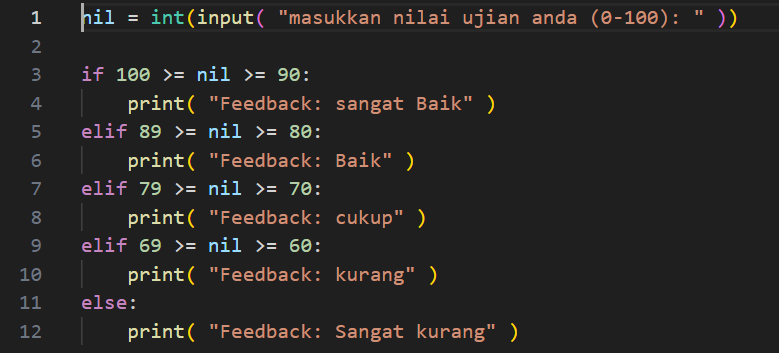 1 nil = int(input( "masukkan nilai ujian anda (0-100): " ))
2
3 if 100 >= nil >= 90:
4     print( "Feedback: sangat Baik" )
5 elif 89 >= nil >= 80:
6     print( "Feedback: Baik" )
7 elif 79 >= nil >= 70:
8     print( "Feedback: cukup" )
9 elif 69 >= nil >= 60:
10     print( "Feedback: kurang" )
11 else:
12     print( "Feedback: Sangat kurang" )